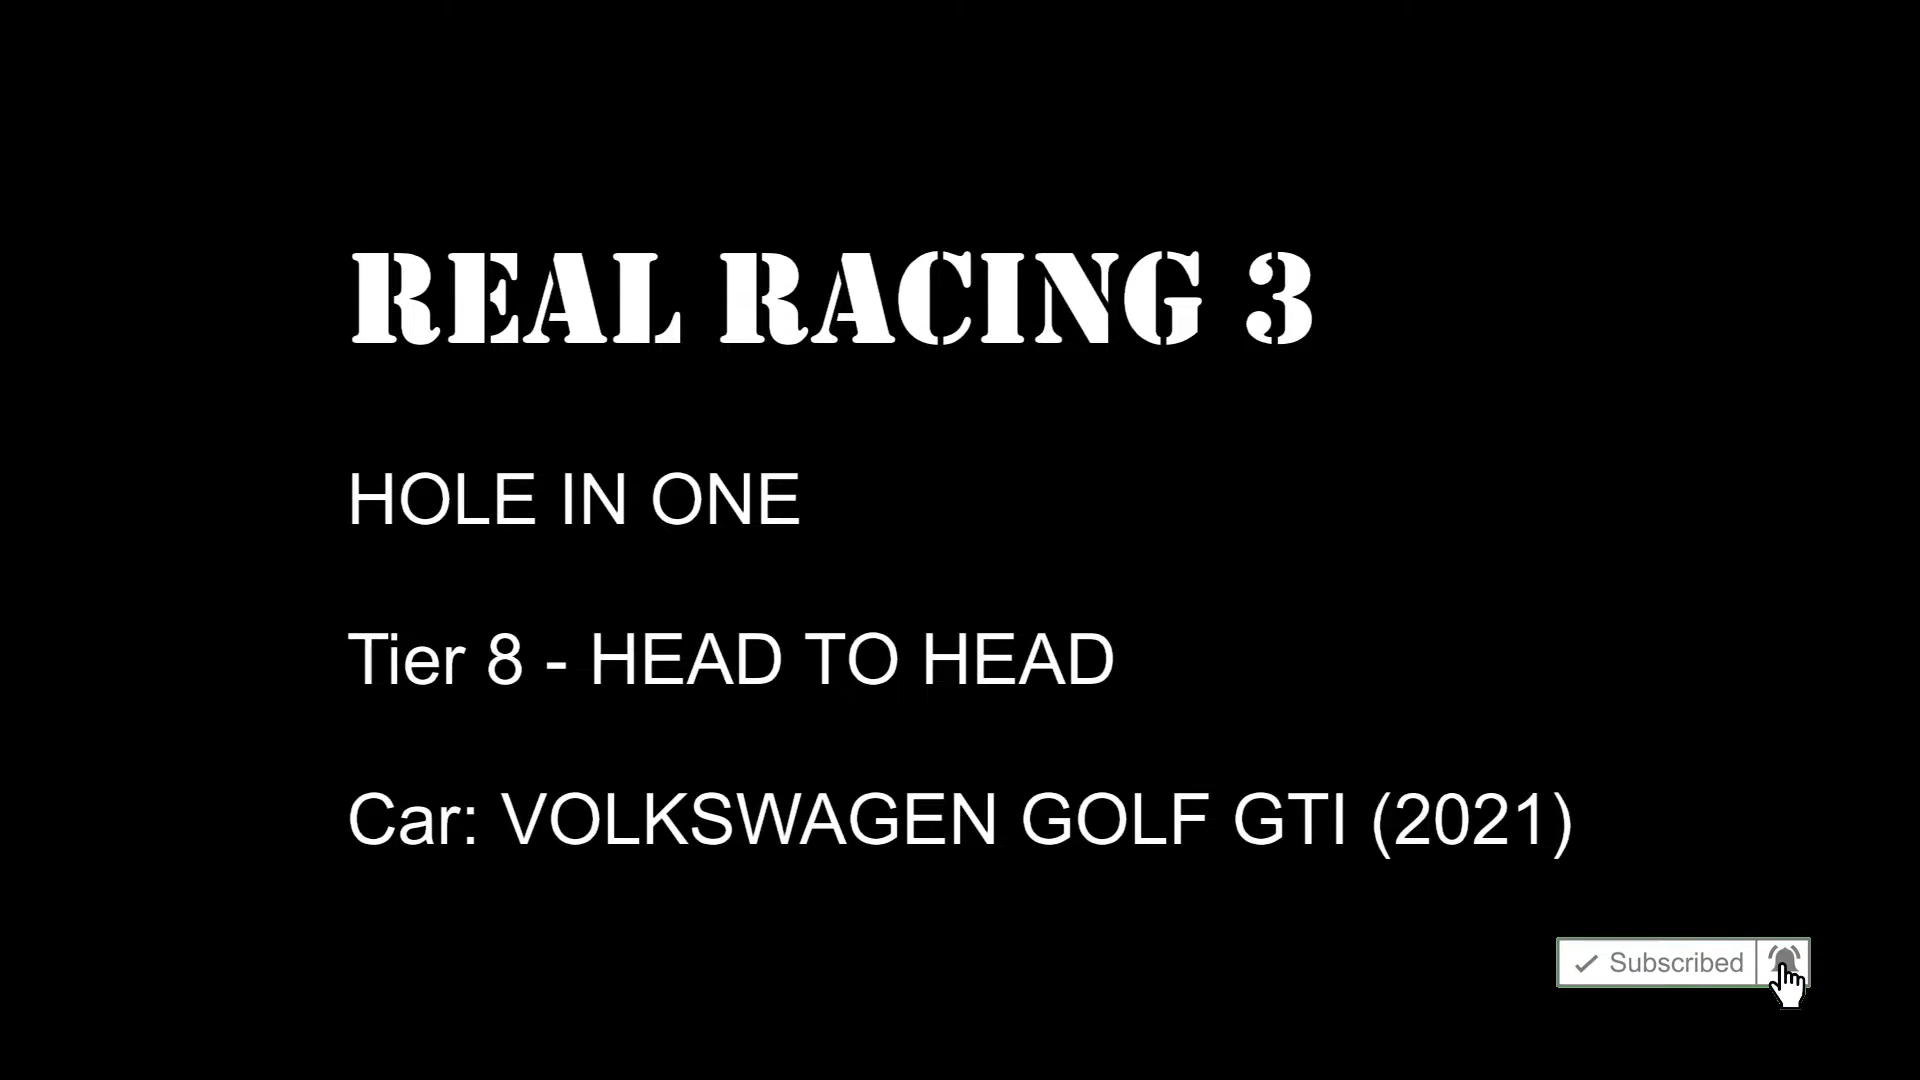 REAL RACING 3
HOLE IN ONE
Tier 8 - HEAD TO HEAD
Car: VOLKSWAGEN GOLF GTI (2021)
Subscribed